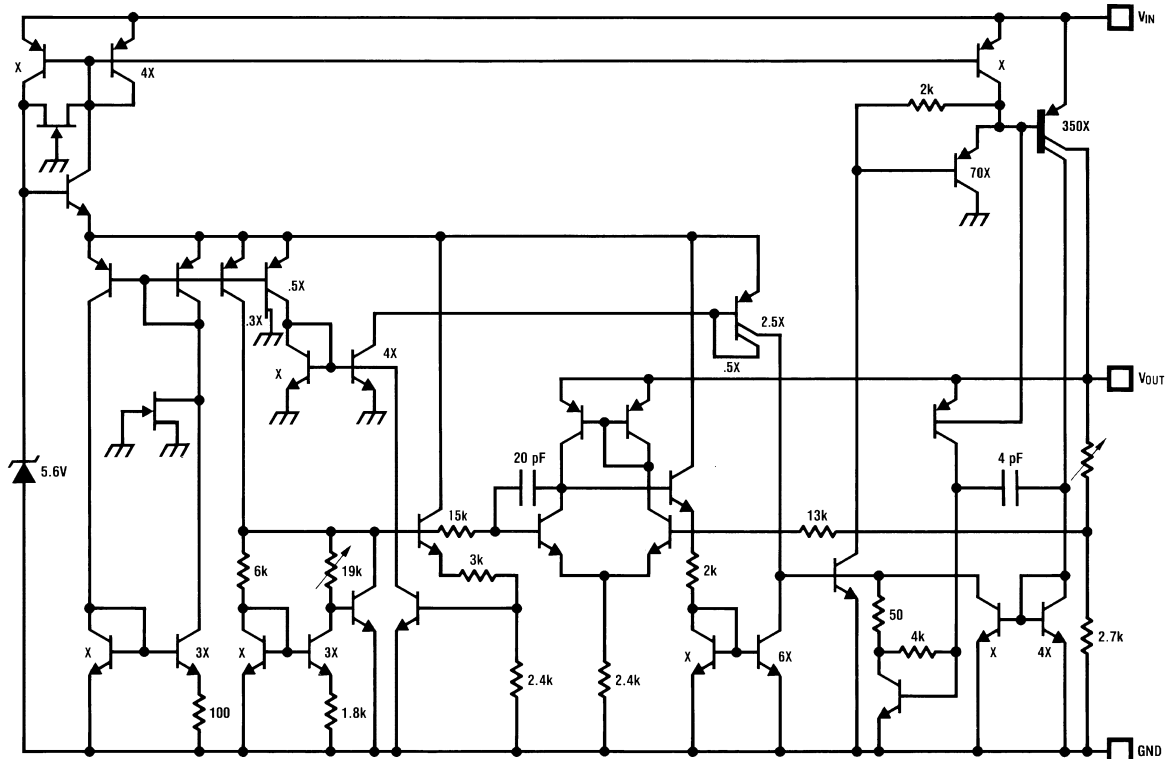 VIN
X
4X
X
2k
350X
70X
.5X
.3X
2.5X
4X
X
.5X
VOUT
20 pF
4 pF
5.6V
15k
13k
3k
6k
19k
2k
50
4k
2.7k
X
3X
X
3X
X
6X
X
4X
2.4k
2.4k
100
1.8k
GND